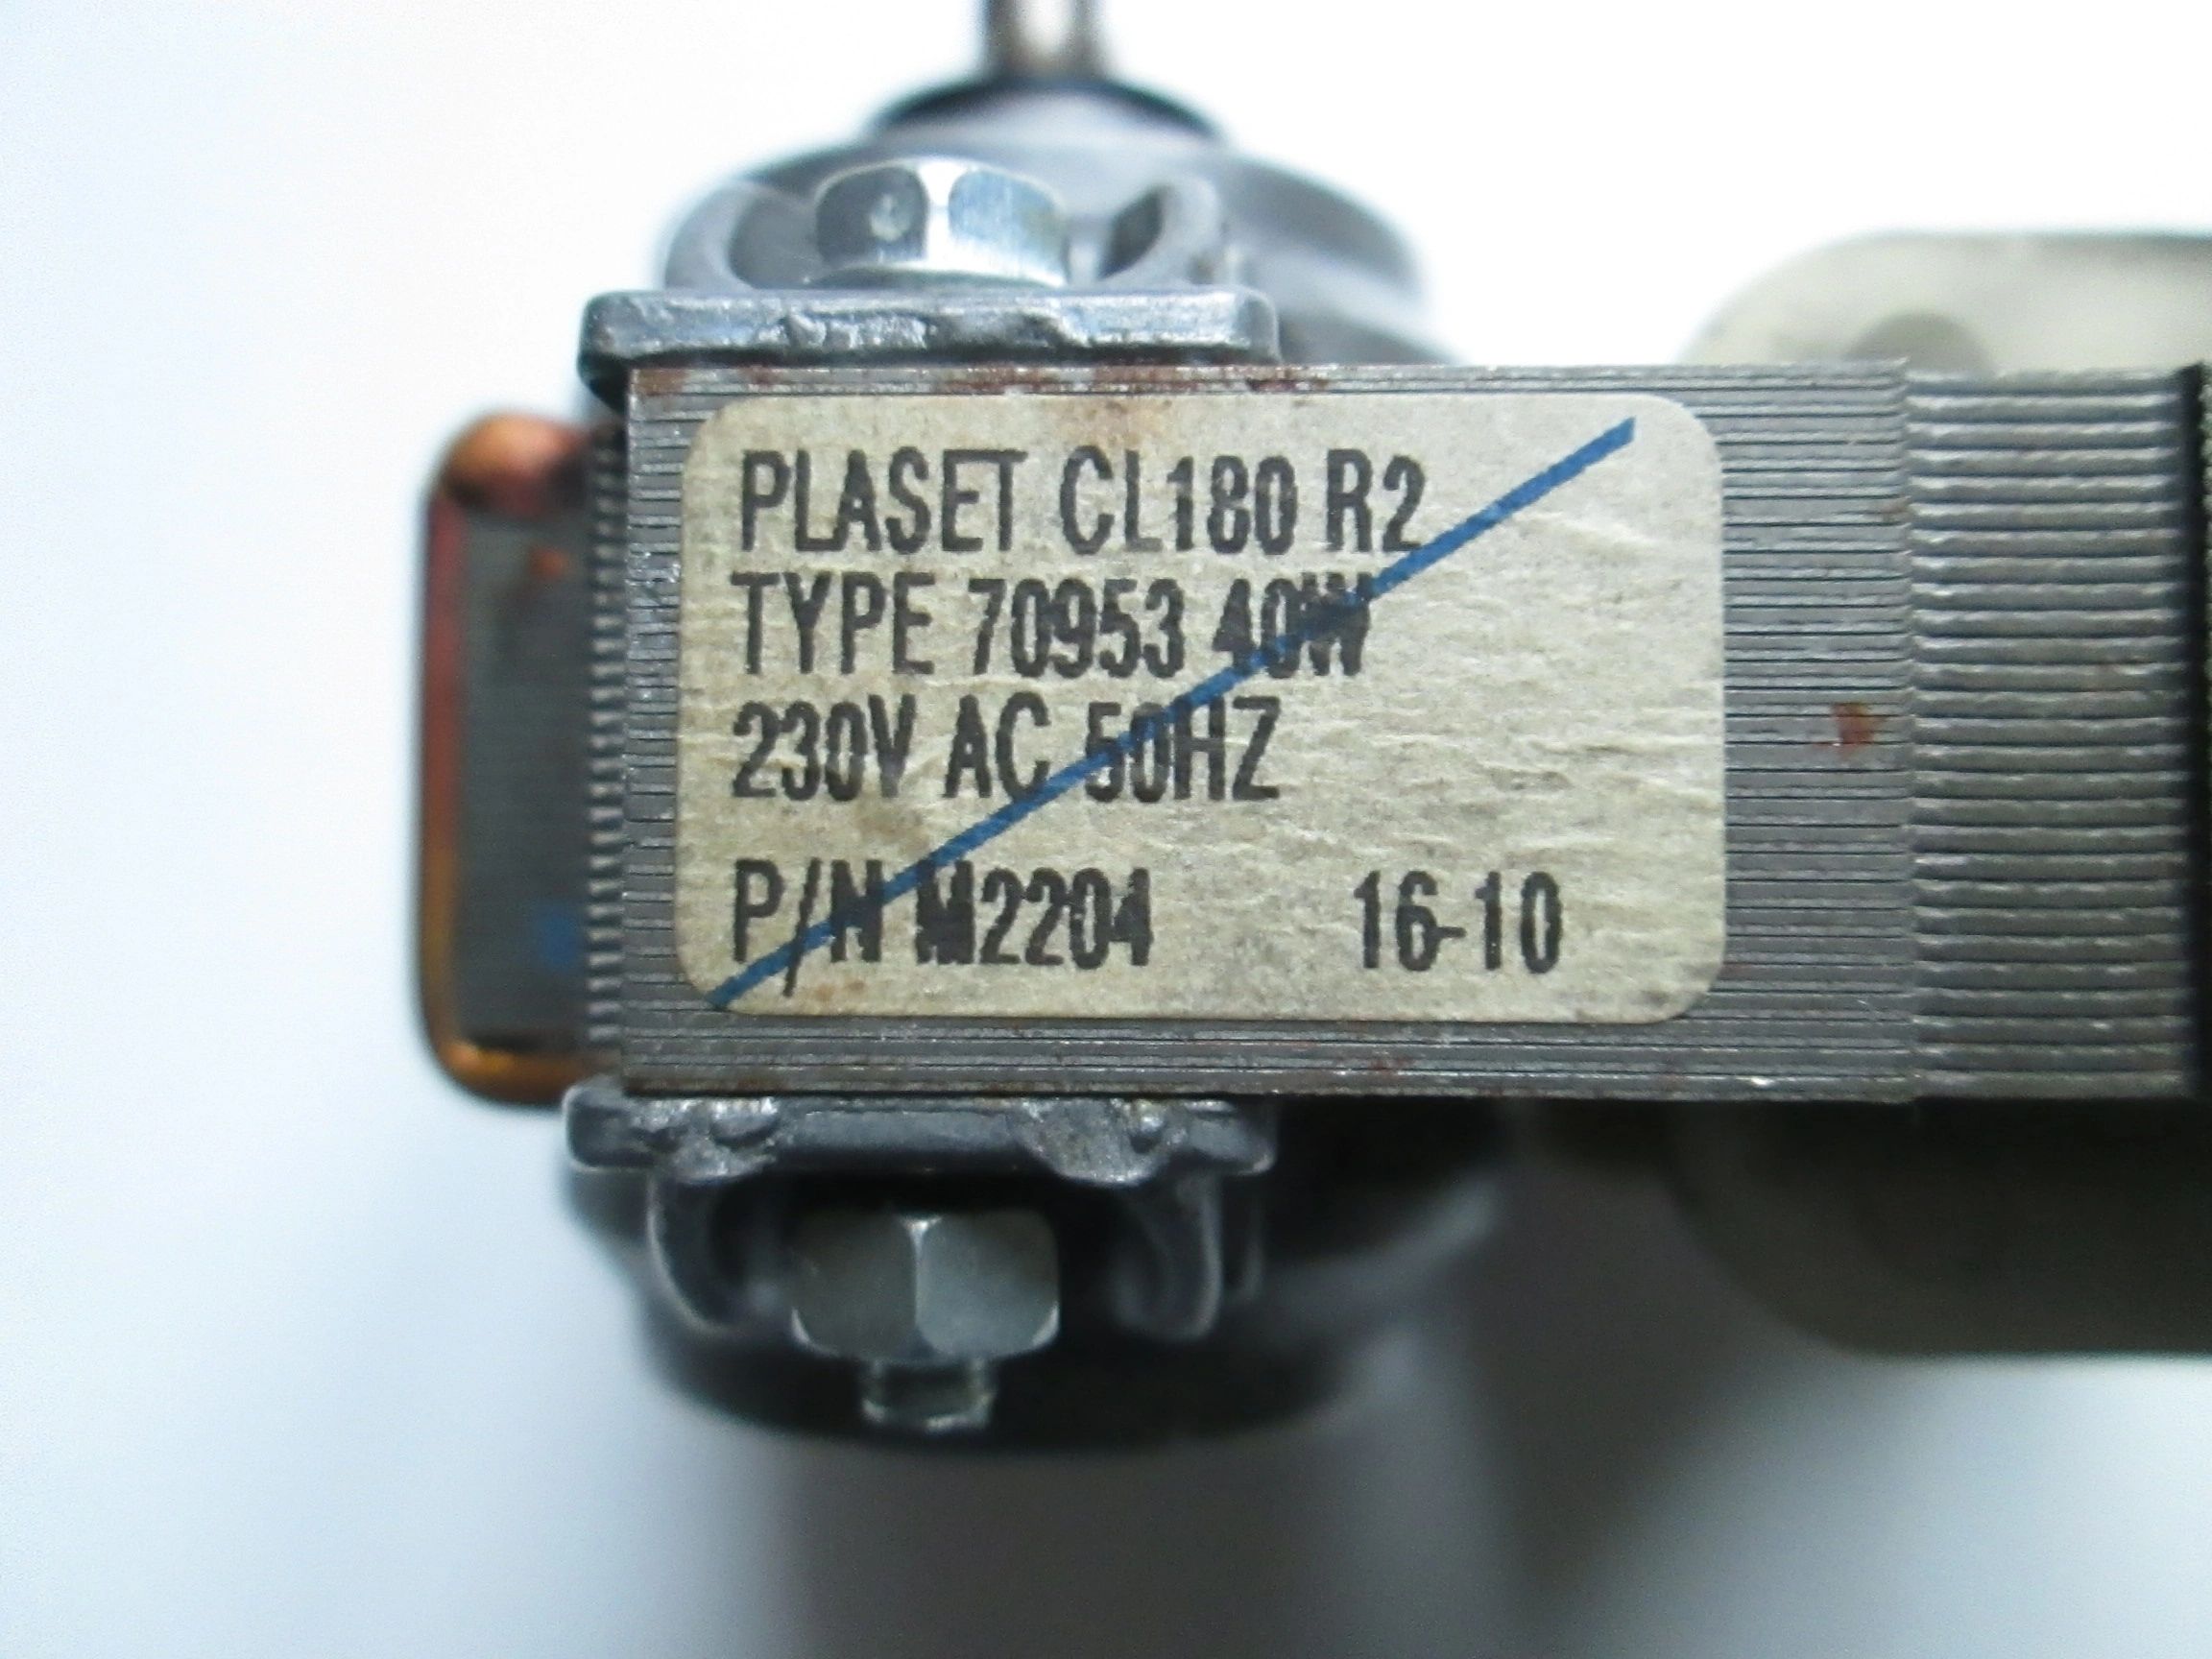 PLASET CL180 R2
TYPE 70953 40W
230V AC 50HZ
P/N M2204 16-10